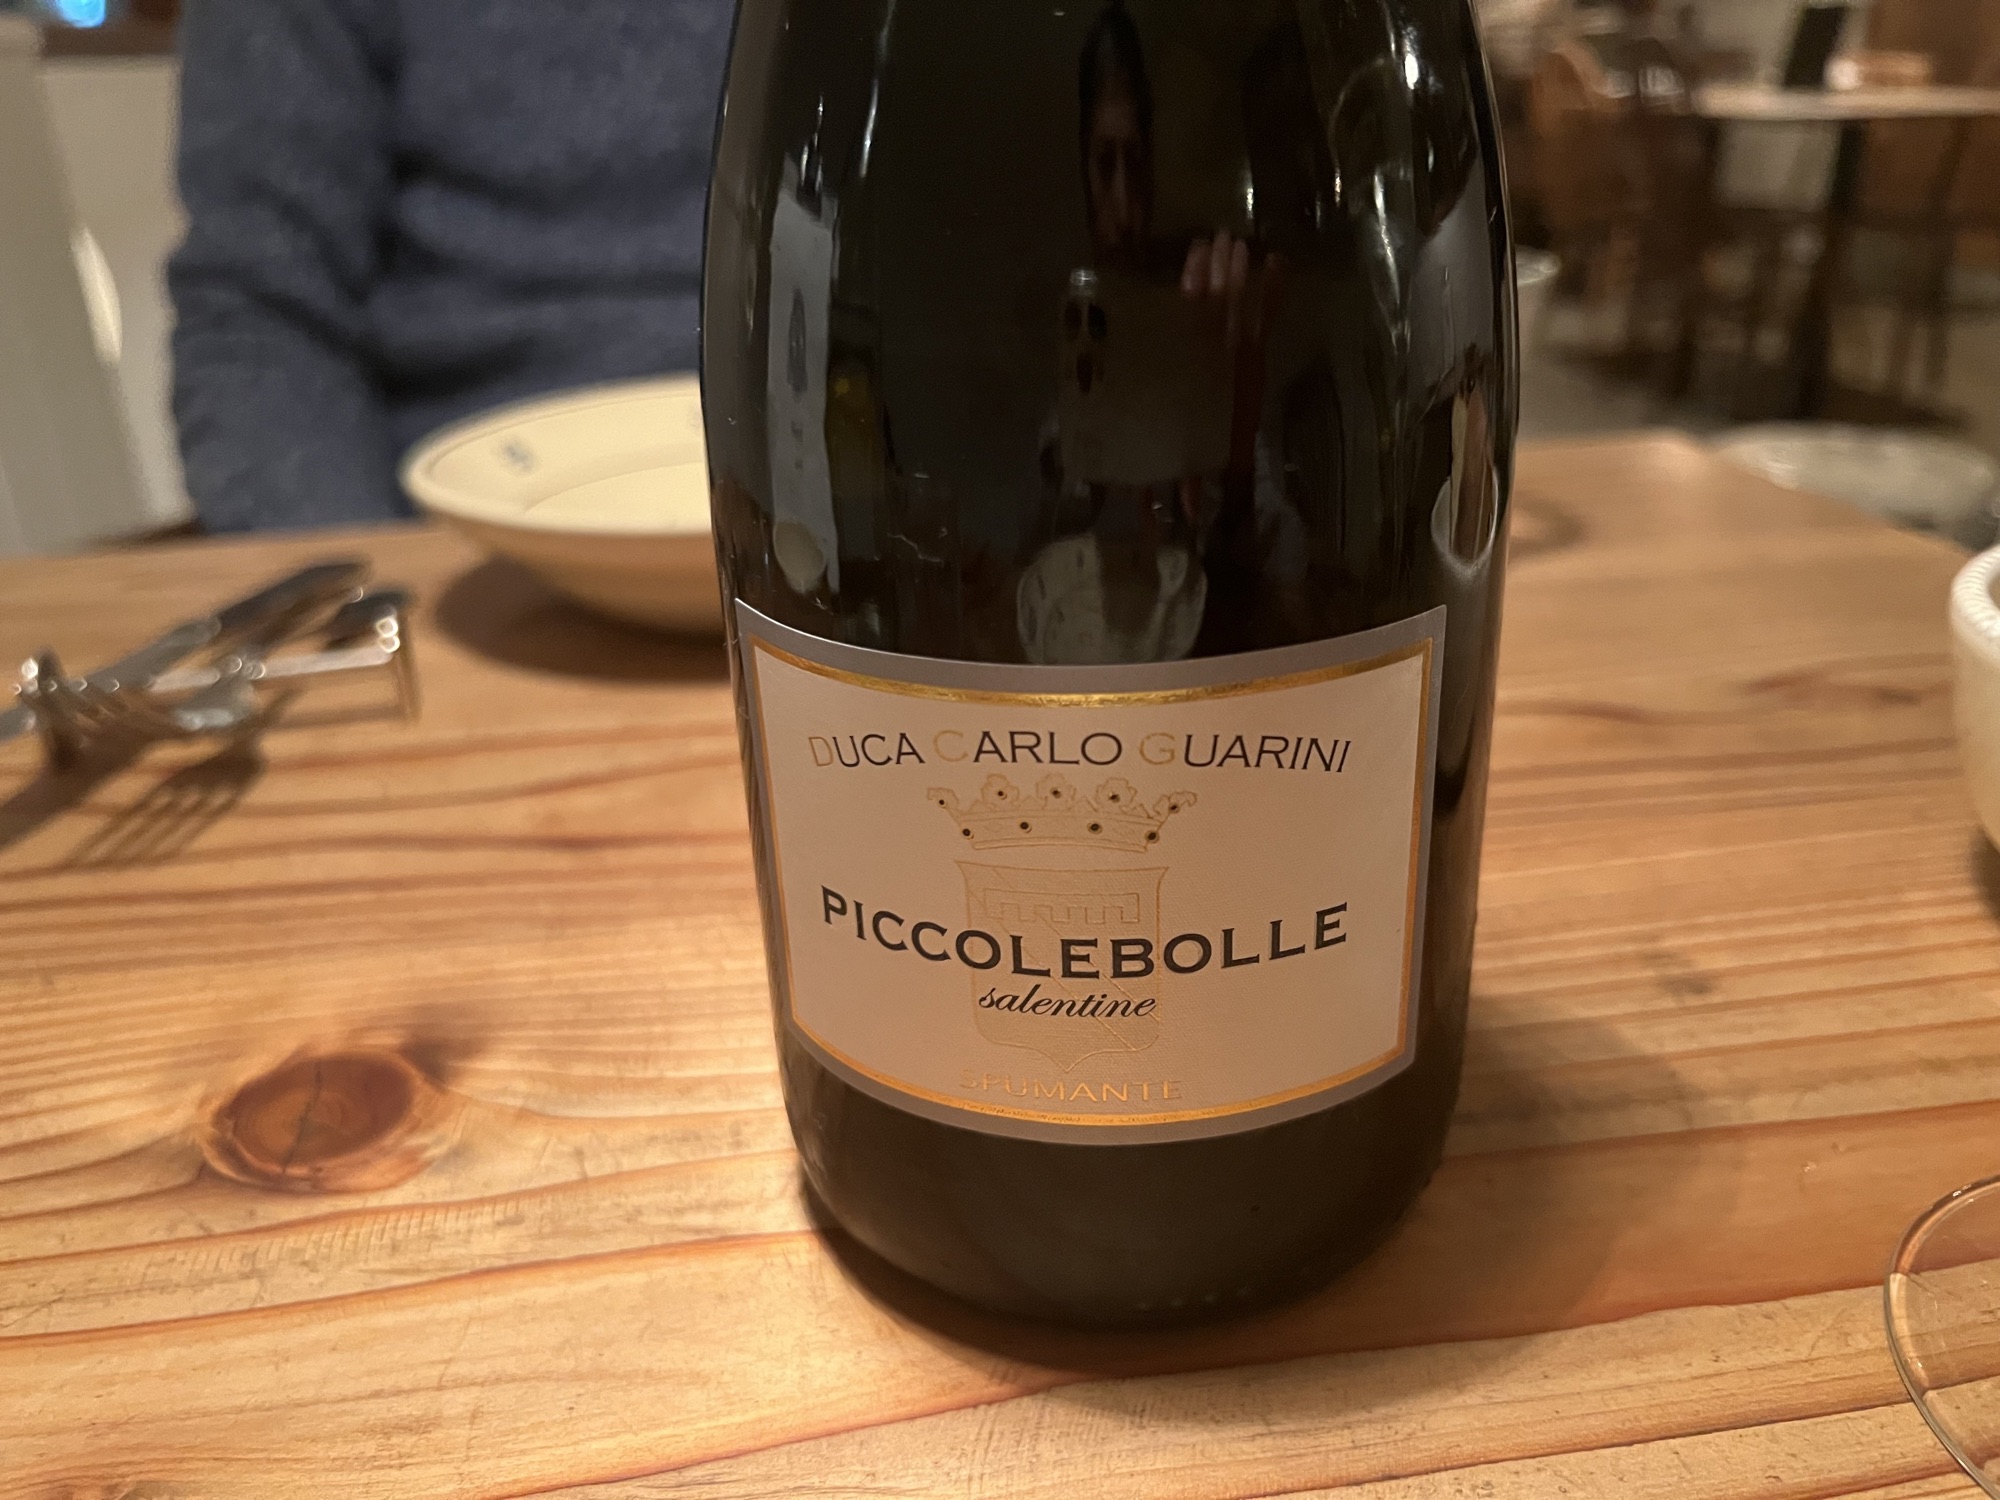 DUCA CARLO GUARINI
PICCOLEBOLLE
salentine
SPUMANTE